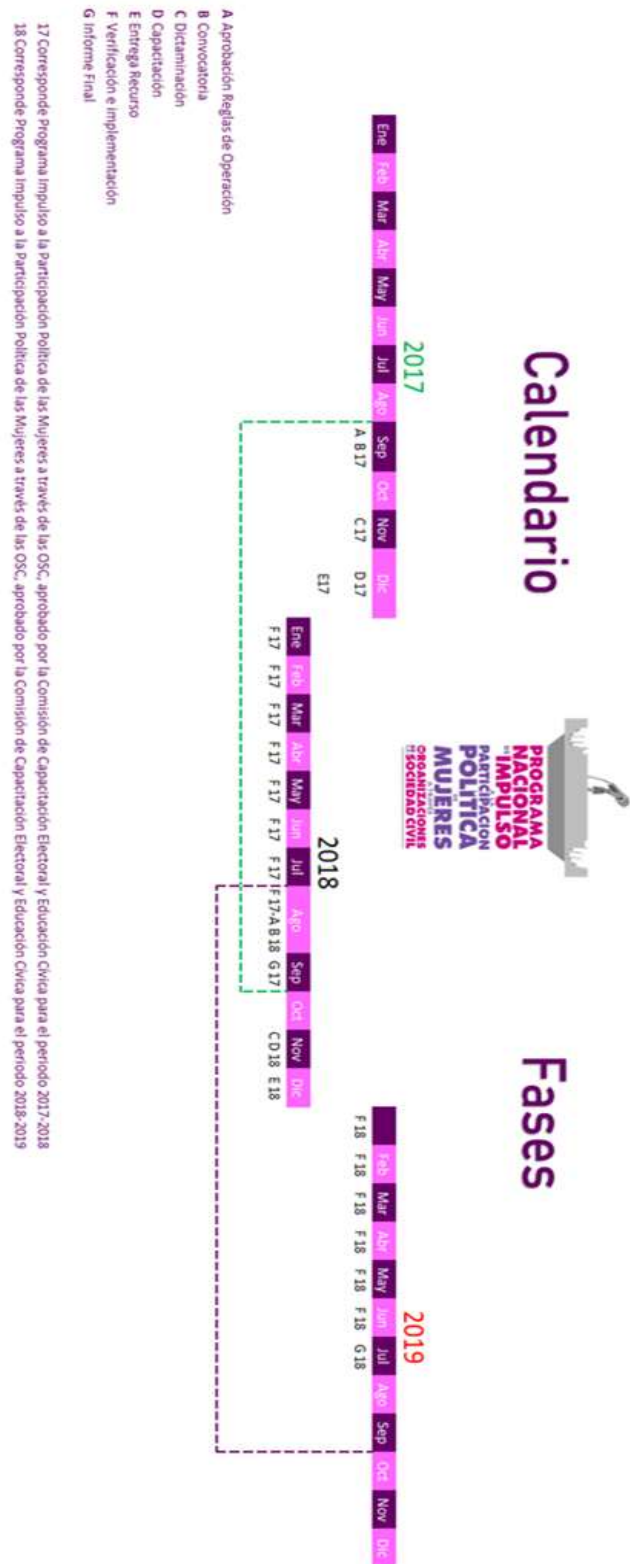 Calendario
Fases
PROGRAMA
NACIONAL
DE IMPULSO
A LA
PARTICIPACION
POLÍTICA
DE
MUJERES
A TRAVÉS
DE
ORGANIZACIONES
DE LA SOCIEDAD CIVIL
2017
2018
2019
Ene Feb Mar Abr May Jun Jul Ago Sep Oct Nov Dic
A B 17 C 17 D 17
E17
Ene Feb Mar Abr May Jun Jul Ago Sep Oct Nov Dic
F 17 F 17 F 17 F 17 F 17 F 17 F 17 F 17-A B 18 G 17 C D 18 E 18
Feb Mar Abr May Jun Jul Ago Sep Oct Nov Dic
F 18 F 18 F 18 F 18 F 18 F 18 G 18
A Aprobación Reglas de Operación
B Convocatoria
C Dictaminación
D Capacitación
E Entrega Recurso
F Verificación e implementación
G Informe Final
17 Corresponde Programa Impulso a la Participación Política de las Mujeres a través de las OSC, aprobado por la Comisión de Capacitación Electoral y Educación Cívica para el periodo 2017-2018
18 Corresponde Programa Impulso a la Participación Política de las Mujeres a través de las OSC, aprobado por la Comisión de Capacitación Electoral y Educación Cívica para el periodo 2018-2019